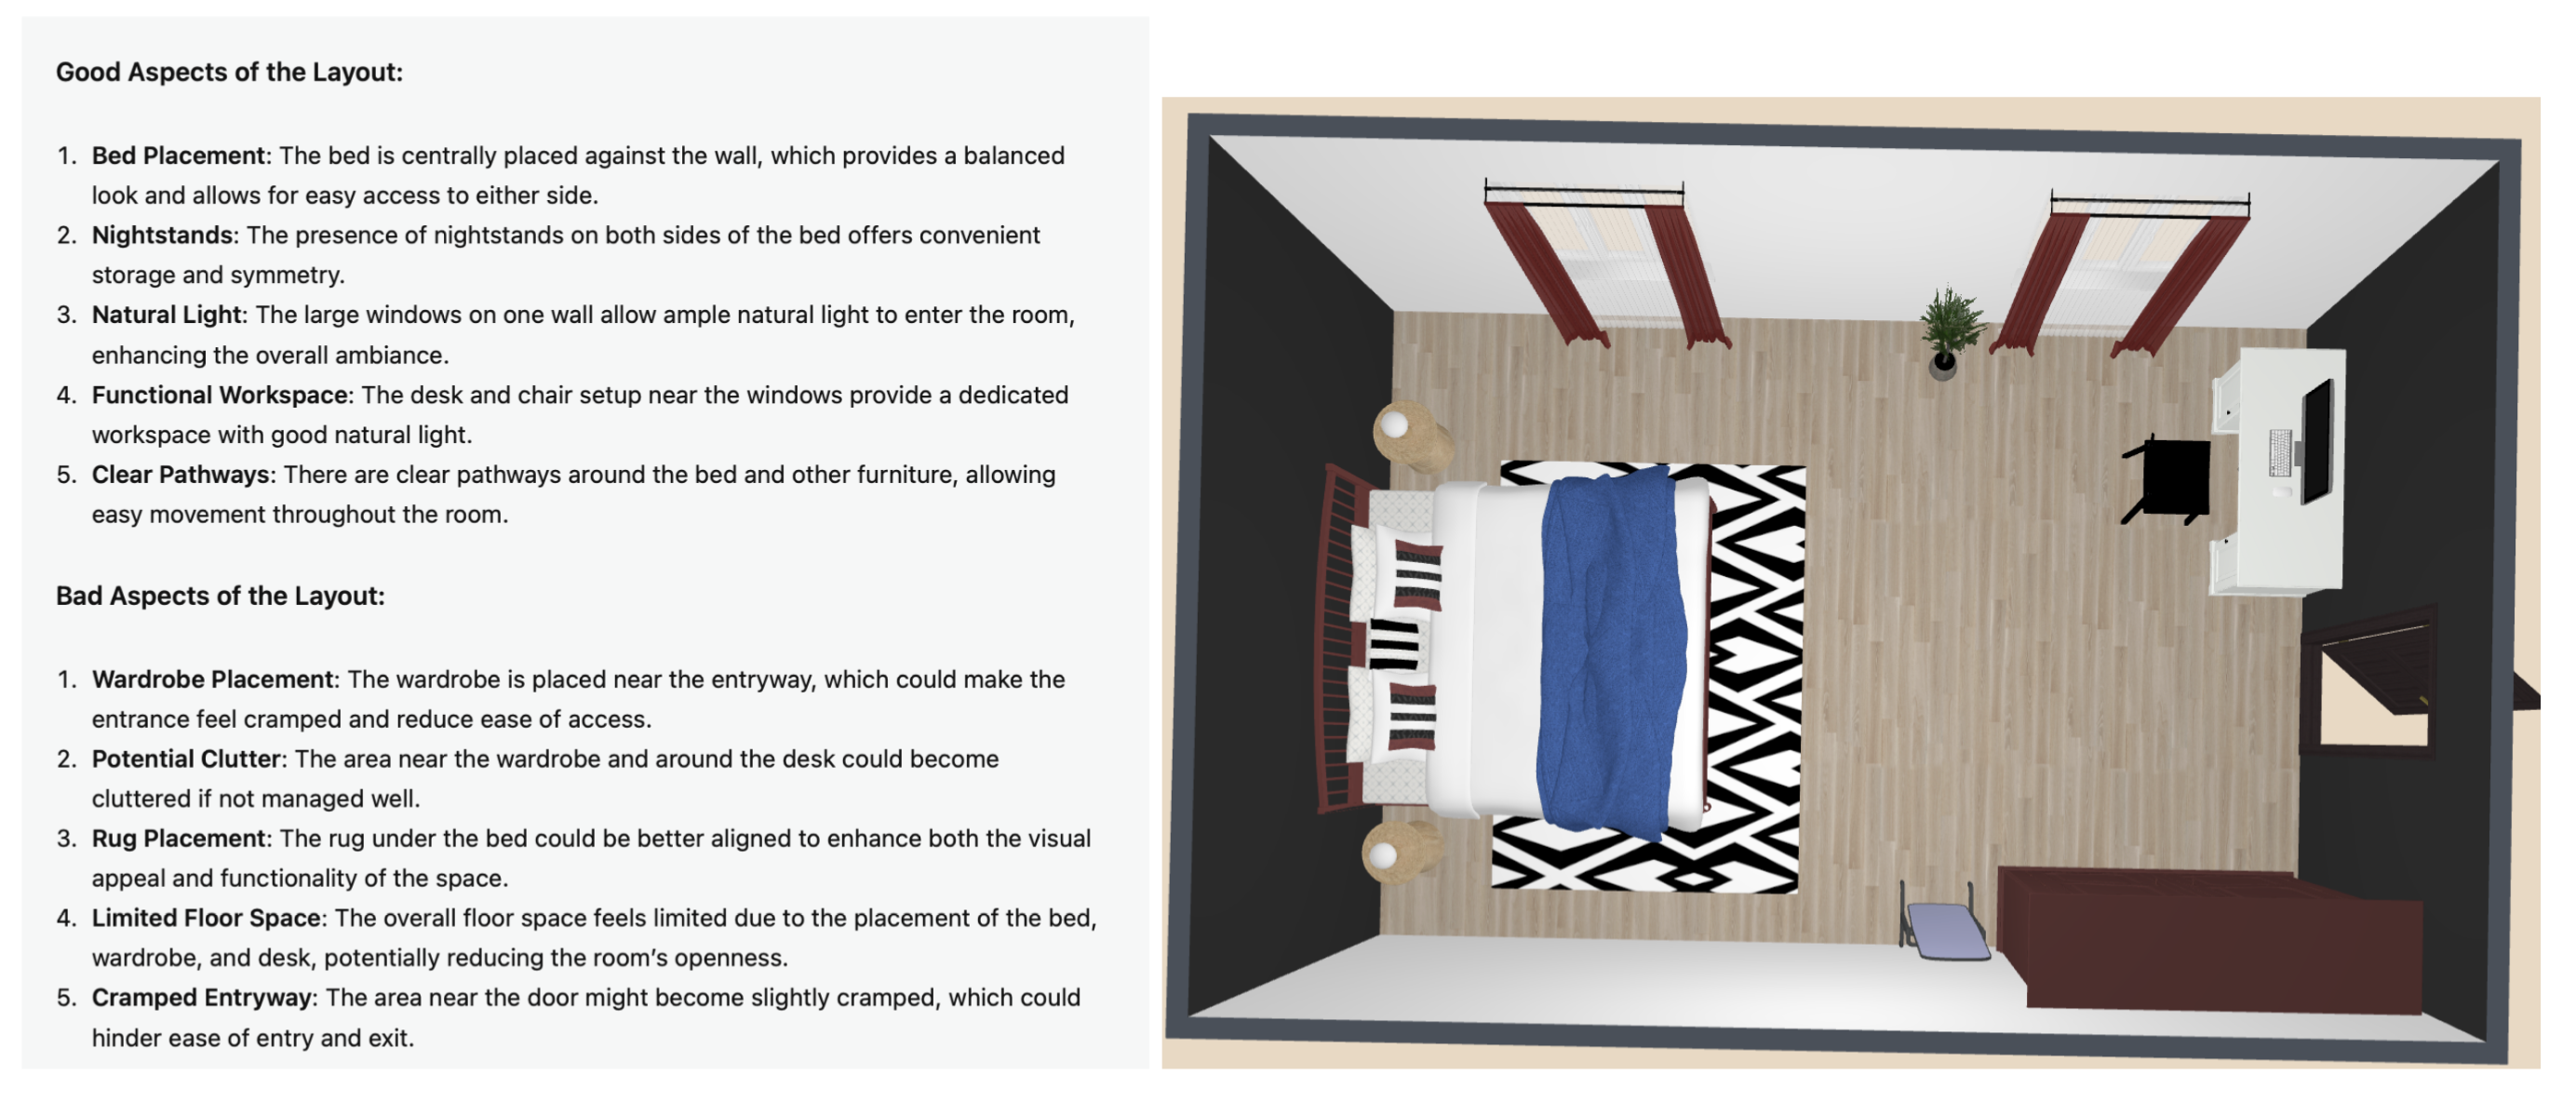 Good Aspects of the Layout:
1. Bed Placement: The bed is centrally placed against the wall, which provides a balanced
look and allows for easy access to either side.
2. Nightstands: The presence of nightstands on both sides of the bed offers convenient
storage and symmetry.
3. Natural Light: The large windows on one wall allow ample natural light to enter the room,
enhancing the overall ambiance.
4. Functional Workspace: The desk and chair setup near the windows provide a dedicated
workspace with good natural light.
5. Clear Pathways: There are clear pathways around the bed and other furniture, allowing
easy movement throughout the room.
Bad Aspects of the Layout:
1. Wardrobe Placement: The wardrobe is placed near the entryway, which could make the
entrance feel cramped and reduce ease of access.
2. Potential Clutter: The area near the wardrobe and around the desk could become
cluttered if not managed well.
3. Rug Placement: The rug under the bed could be better aligned to enhance both the visual
appeal and functionality of the space.
4. Limited Floor Space: The overall floor space feels limited due to the placement of the bed,
wardrobe, and desk, potentially reducing the room’s openness.
5. Cramped Entryway: The area near the door might become slightly cramped, which could
hinder ease of entry and exit.